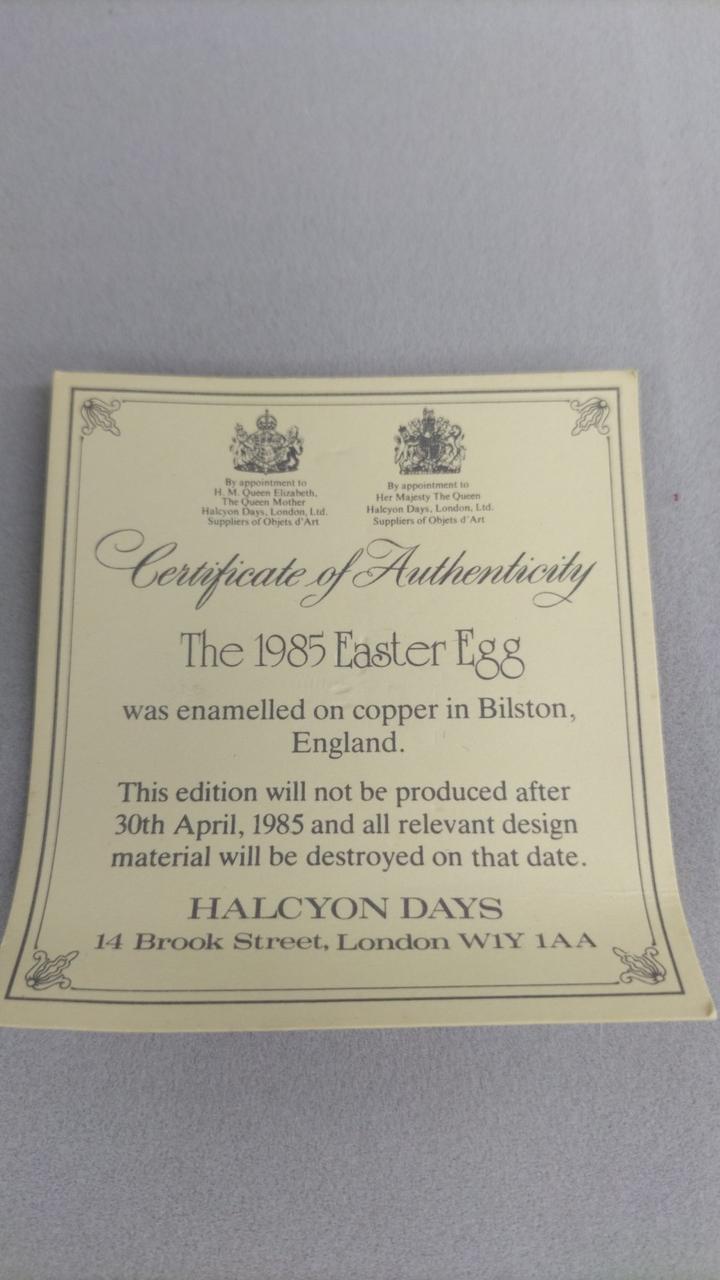 By appointment to
H. M. Queen Elizabeth,
The Queen Mother
Halcyon Days, London, Ltd.
Suppliers of Objets d'Art
By appointment to
Her Majesty The Queen
Halcyon Days, London, Ltd.
Suppliers of Objets d'Art
Certificate of Authenticity
The 1985 Easter Egg
was enamelled on copper in Bilston,
England.
This edition will not be produced after
30th April, 1985 and all relevant design
material will be destroyed on that date.
HALCYON DAYS
14 Brook Street, London W1Y 1AA